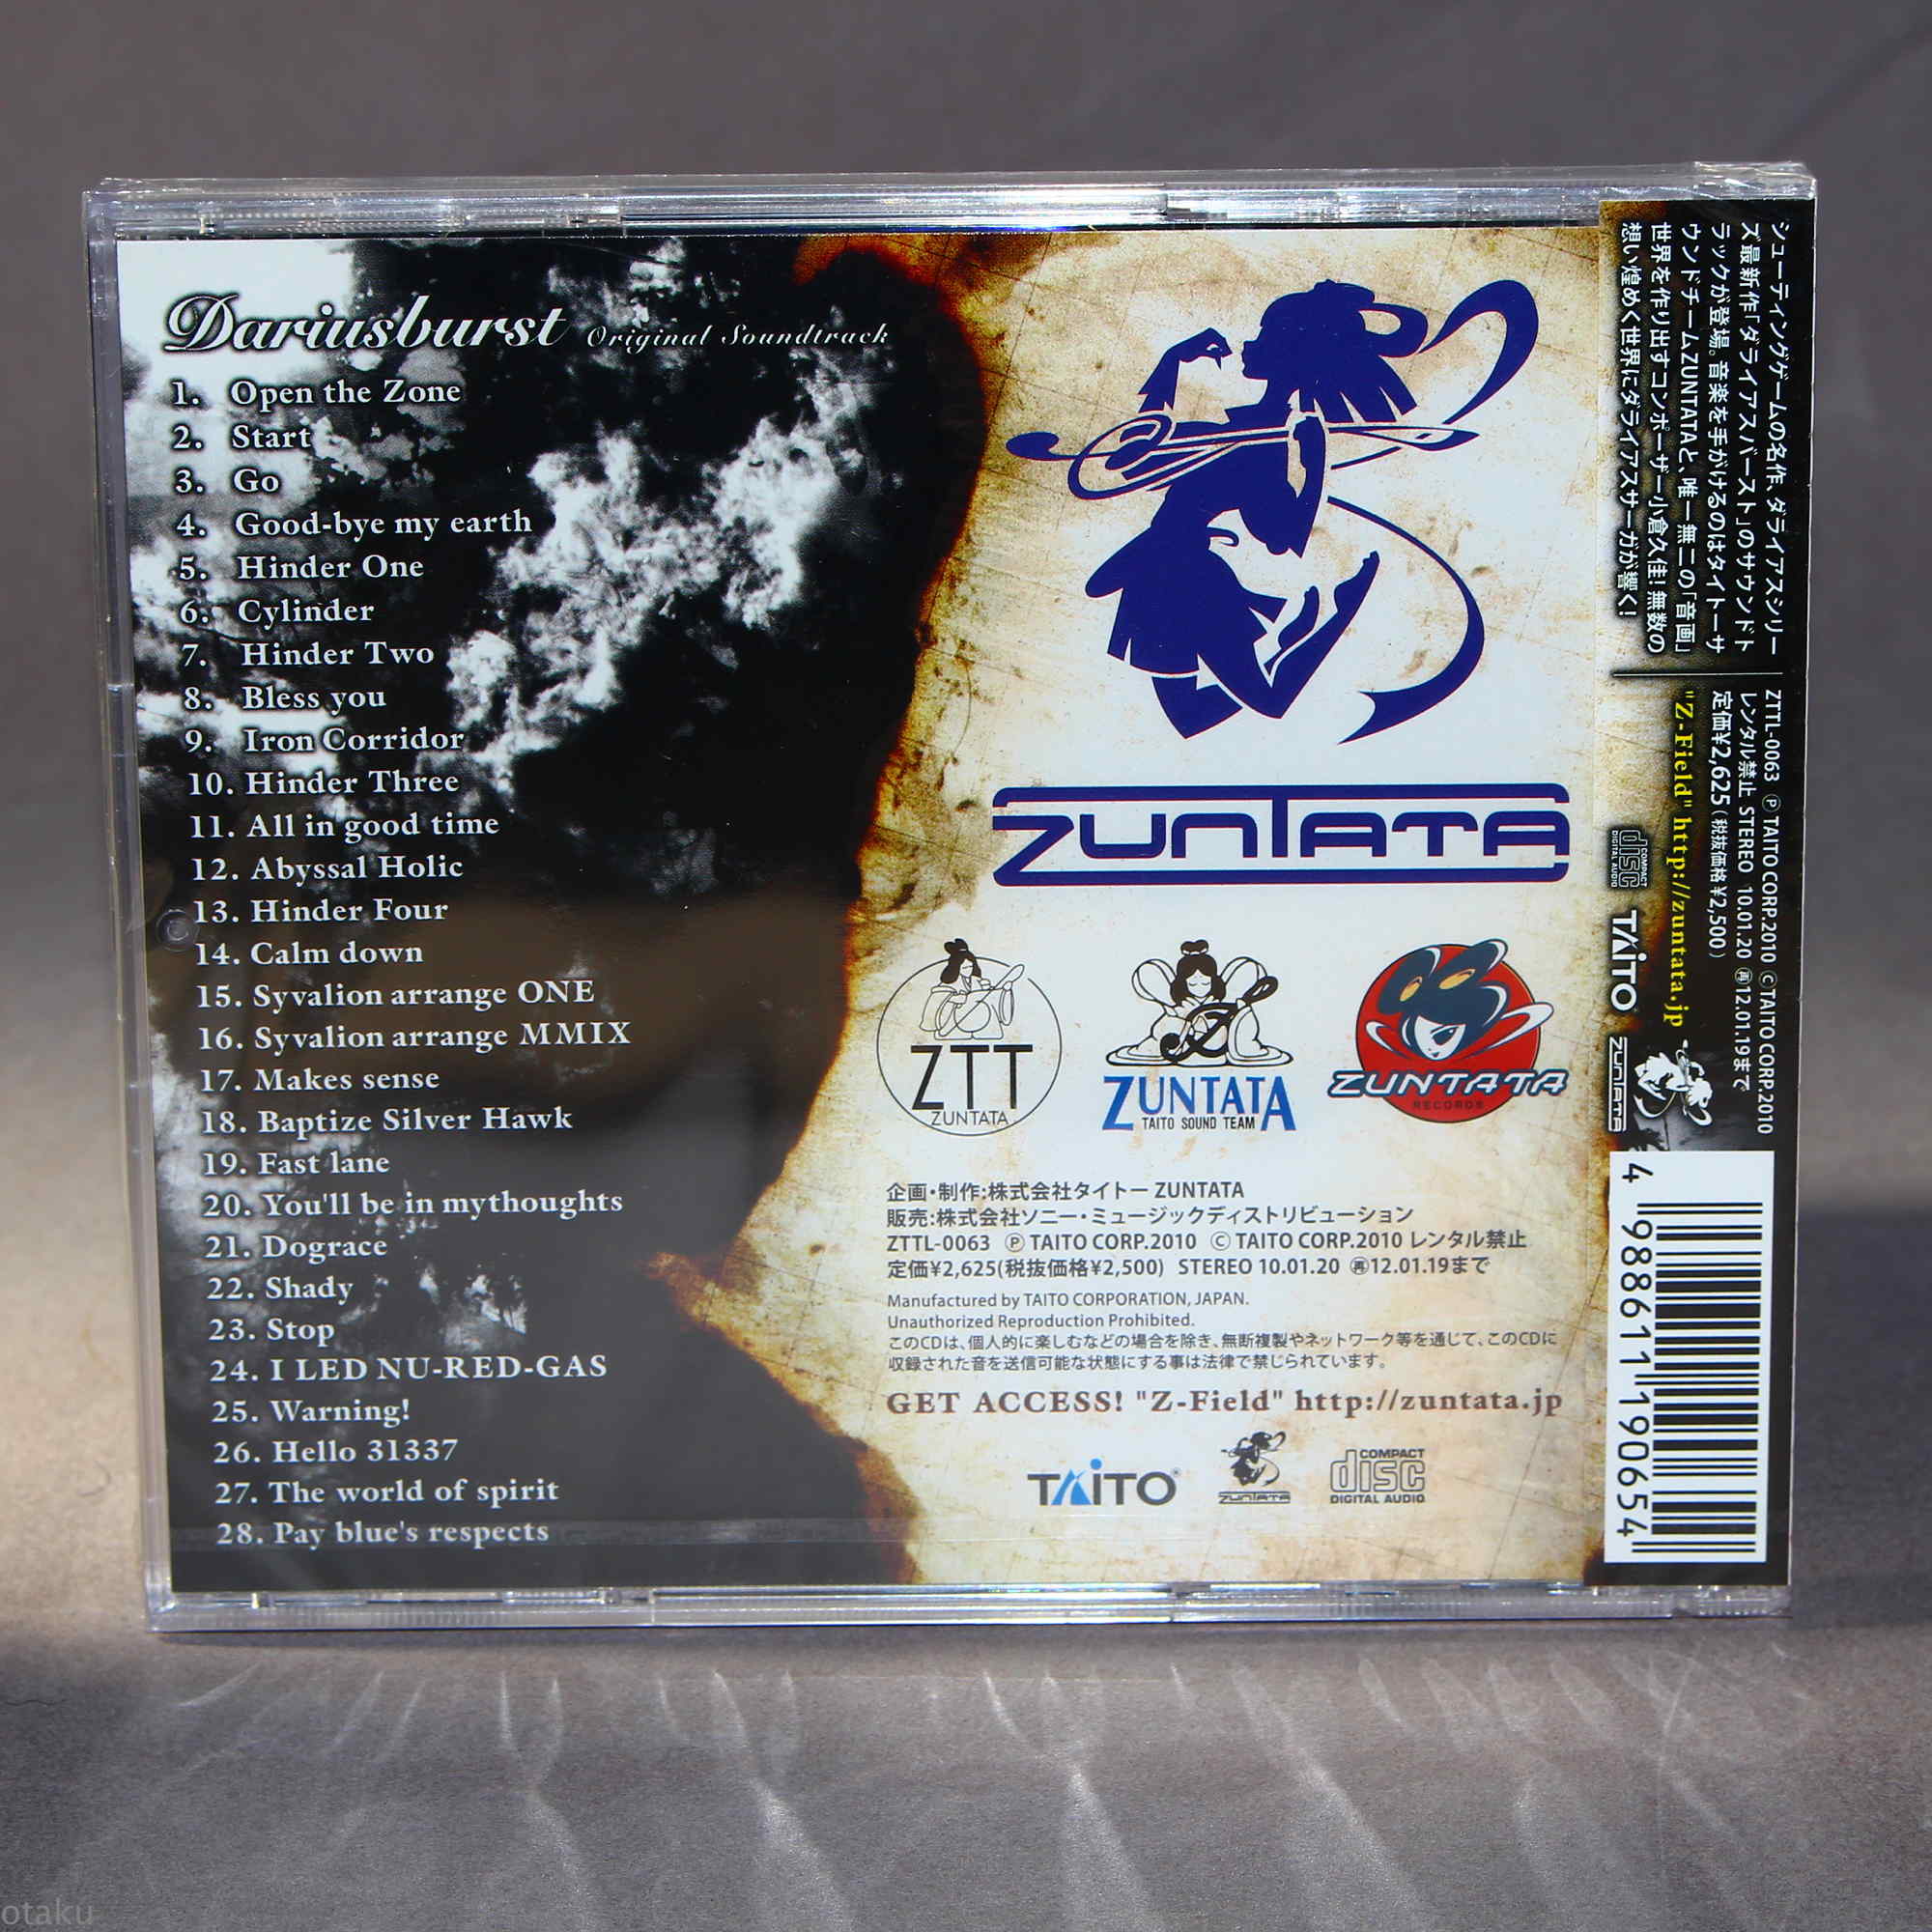 Dariusburst Original Soundtrack
1. Open the Zone
2. Start
3. Go
4. Good-bye my earth
5. Hinder One
6. Cylinder
7. Hinder Two
8. Bless you
9. Iron Corridor
10. Hinder Three
11. All in good time
12. Abyssal Holic
13. Hinder Four
14. Calm down
15. Syvalion arrange ONE
16. Syvalion arrange MMIX
17. Makes sense
18. Baptize Silver Hawk
19. Fast lane
20. You'll be in mythoughts
21. Dograce
22. Shady
23. Stop
24. I LED NU-RED-GAS
25. Warning!
26. Hello 31337
27. The world of spirit
28. Pay blue's respects
ZUNTATA
ZTT
ZUNTATA
ZUNTATA
TAITO SOUND TEAM
ZUNTATA
RECORDS
企画・制作:株式会社タイトー ZUNTATA
販売:株式会社ソニー・ミュージックディストリビューション
ZTTL-0063 Ⓟ TAITO CORP.2010 Ⓒ TAITO CORP.2010 レンタル禁止
定価¥2,625(税抜価格¥2,500) STEREO 10.01.20 ㊢12.01.19まで
Manufactured by TAITO CORPORATION, JAPAN.
Unauthorized Reproduction Prohibited.
このCDは、個人的に楽しむなどの場合を除き、無断複製やネットワーク等を通じて、このCDに
収録された音を送信可能な状態にする事は法律で禁じられています。
GET ACCESS! "Z-Field" http://zuntata.jp
TAITO
ZUNTATA
COMPACT
disc
DIGITAL AUDIO
シューティングゲームの名作、ダライアスシリー
ズ最新作「ダライアスバースト」のサウンドト
ラックが登場。音楽を手がけるのはタイトーサ
ウンドチームZUNTATAと、唯一無二の「音画」
世界を作り出すコンポーザー小倉久佳!無数の
想い煌めく世界にダライアスサーガが響く!
ZTTL-0063 Ⓟ TAITO CORP.2010 Ⓒ TAITO CORP.2010
レンタル禁止 STEREO 10.01.20 ㊢12.01.19まで
定価¥2,625(税抜価格¥2,500)
"Z-Field" http://zuntata.jp
COMPACT
disc
DIGITAL AUDIO
TAITO
ZUNTATA
4 988611 190654
otaku